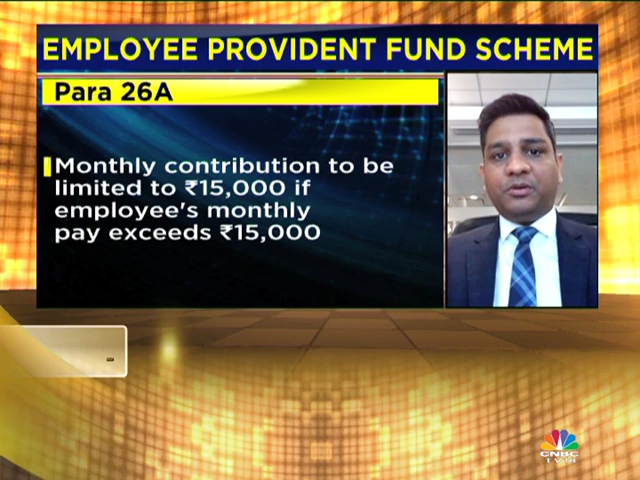 EMPLOYEE PROVIDENT FUND SCHEME
Para 26A
Monthly contribution to be
limited to ₹15,000 if
employee's monthly
pay exceeds ₹15,000
CNBC
TV18